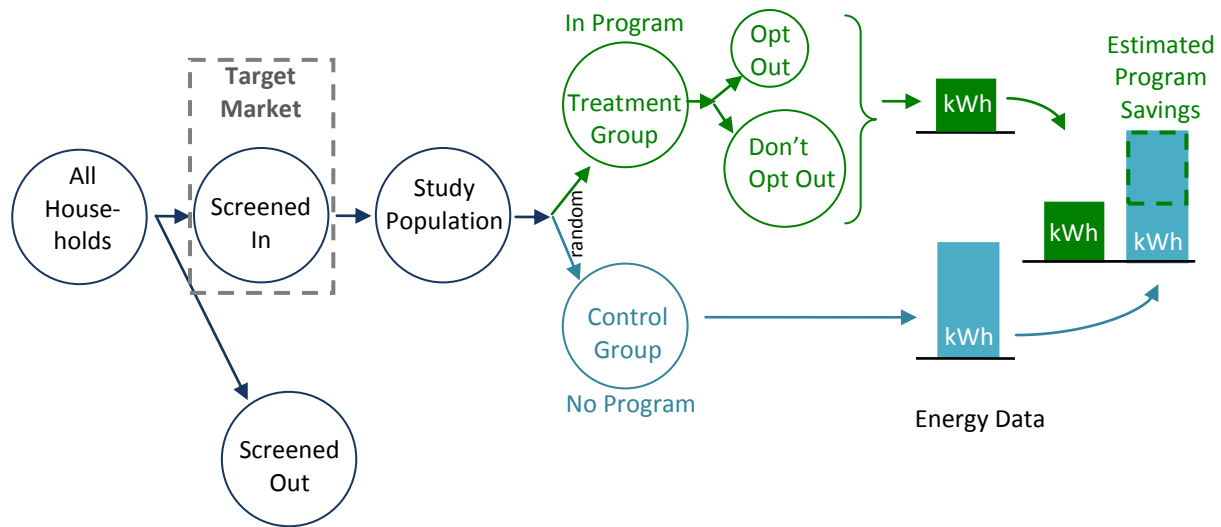 All
House-
holds
Target
Market
Screened
In
Screened
Out
Study
Population
random
In Program
Treatment
Group
Opt
Out
Don't
Opt Out
Control
Group
No Program
kWh
kWh
Energy Data
Estimated
Program
Savings
kWh
kWh